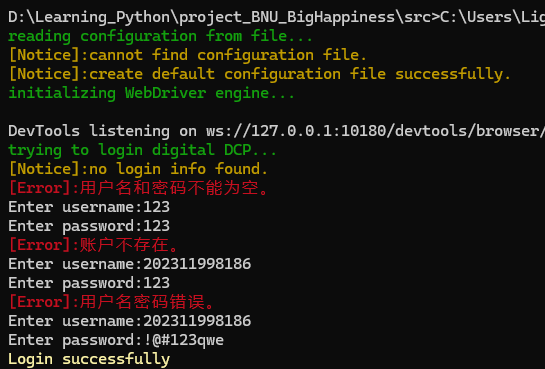 D:\Learning_Python\project_BNU_BigHappiness\src>C:\Users\Lig
reading configuration from file...
[Notice]:cannot find configuration file.
[Notice]:create default configuration file successfully.
initializing WebDriver engine...
DevTools listening on ws://127.0.0.1:10180/devtools/browser/
trying to login digital DCP...
[Notice]:no login info found.
[Error]:用户名和密码不能为空。
Enter username:123
Enter password:123
[Error]:账户不存在。
Enter username:202311998186
Enter password:123
[Error]:用户名密码错误。
Enter username:202311998186
Enter password:!@#123qwe
Login successfully